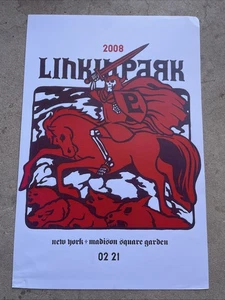 2008
LINKIN PARK
new york + madison square garden
02 21